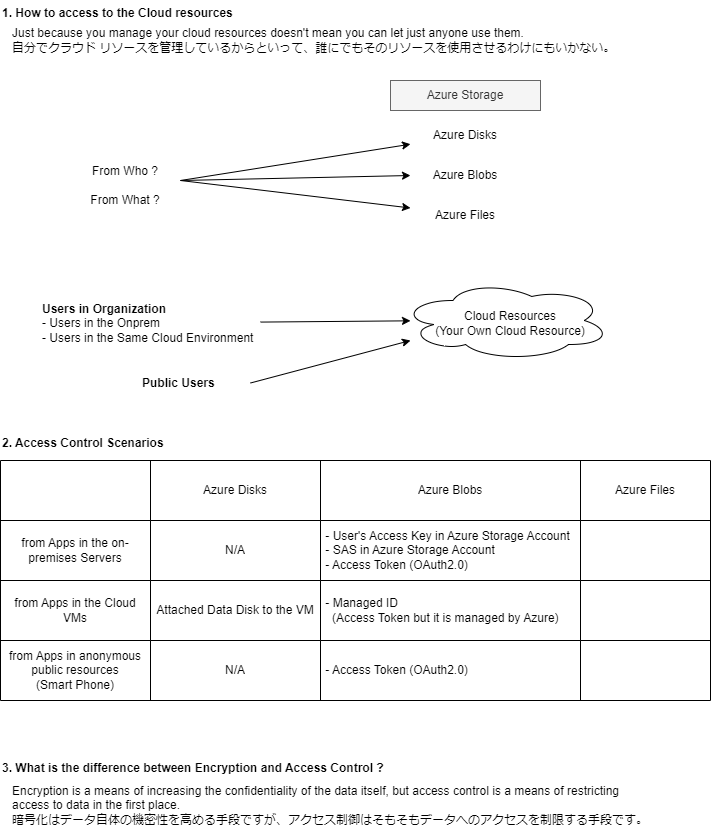 1. How to access to the Cloud resources
Just because you manage your cloud resources doesn't mean you can let just anyone use them.
自分でクラウド リソースを管理しているからといって、誰にでもそのリソースを使用させるわけにもいかない。
Azure Storage
Azure Disks
From Who ?
Azure Blobs
From What ?
Azure Files
Users in Organization
- Users in the Onprem
- Users in the Same Cloud Environment
Cloud Resources
(Your Own Cloud Resource)
Public Users
2. Access Control Scenarios
Azure Disks
Azure Blobs
Azure Files
from Apps in the on-
premises Servers
N/A
- User's Access Key in Azure Storage Account
- SAS in Azure Storage Account
- Access Token (OAuth2.0)
from Apps in the Cloud
VMs
Attached Data Disk to the VM
- Managed ID
(Access Token but it is managed by Azure)
from Apps in anonymous
public resources
(Smart Phone)
N/A
- Access Token (OAuth2.0)
3. What is the difference between Encryption and Access Control ?
Encryption is a means of increasing the confidentiality of the data itself, but access control is a means of restricting
access to data in the first place.
暗号化はデータ自体の機密性を高める手段ですが、アクセス制御はそもそもデータへのアクセスを制限する手段です。